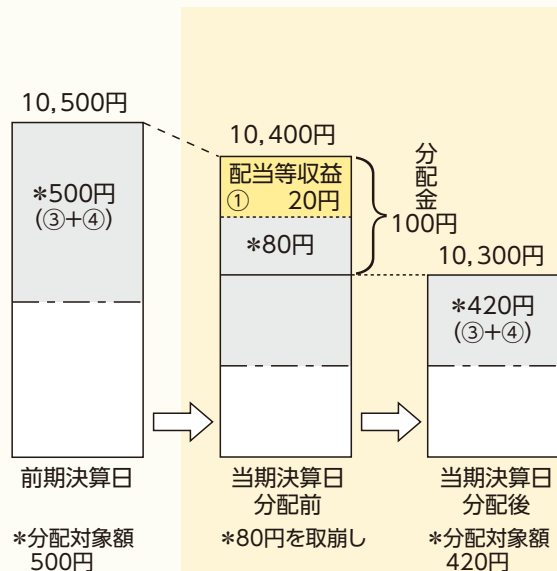 10,500円
＊500円
(③+④)
前期決算日
＊分配対象額
500円
10,400円
配当等収益
① 20円
＊80円
分配金
100円
当期決算日
分配前
＊80円を取崩し
10,300円
＊420円
(③+④)
当期決算日
分配後
＊分配対象額
420円